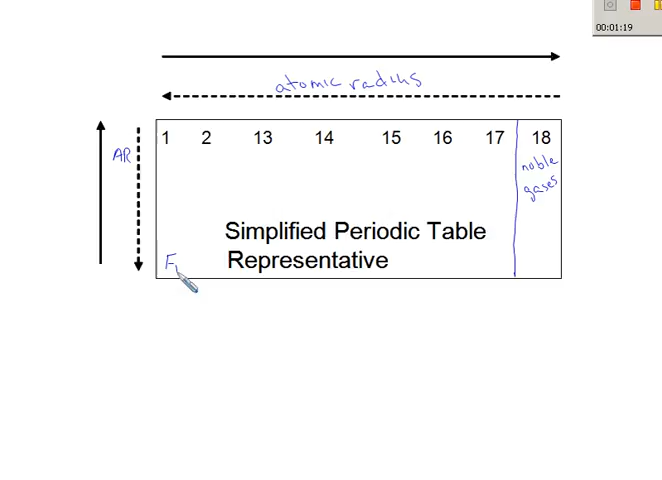 00:01:19
atomic radius
1 2 13 14 15 16 17 18
AR
noble
gases
Simplified Periodic Table
Representative